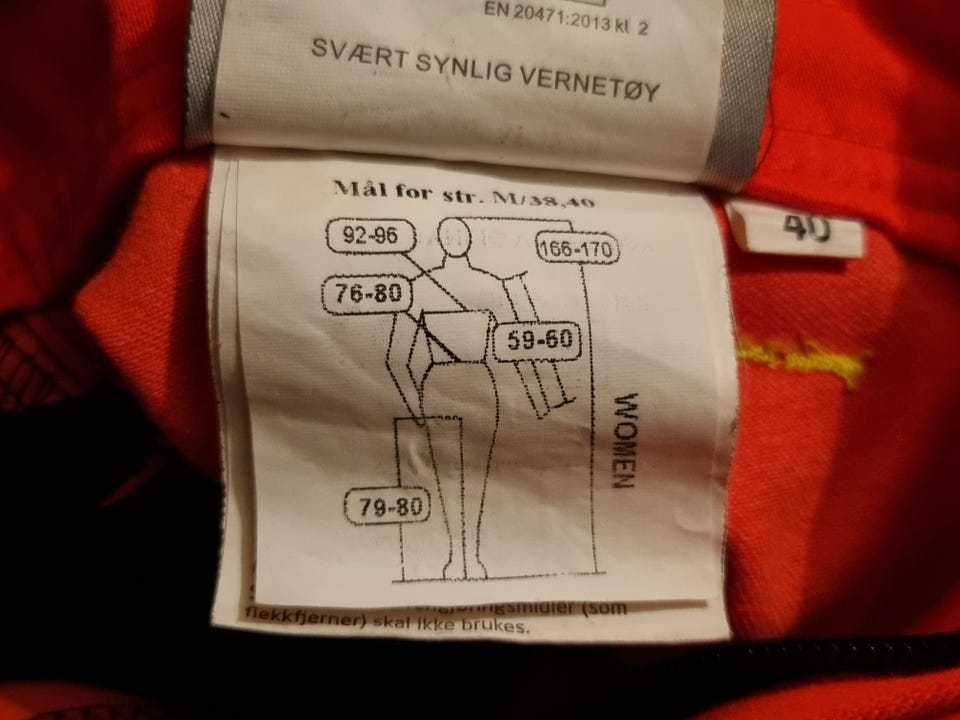 EN 20471:2013 kl 2
SVÆRT SYNLIG VERNETØY
Mål for str. M/38,40
92-96
166-170
76-80
59-60
WOMEN
79-80
40
(som
flekkfjerner) skal ikke brukes.